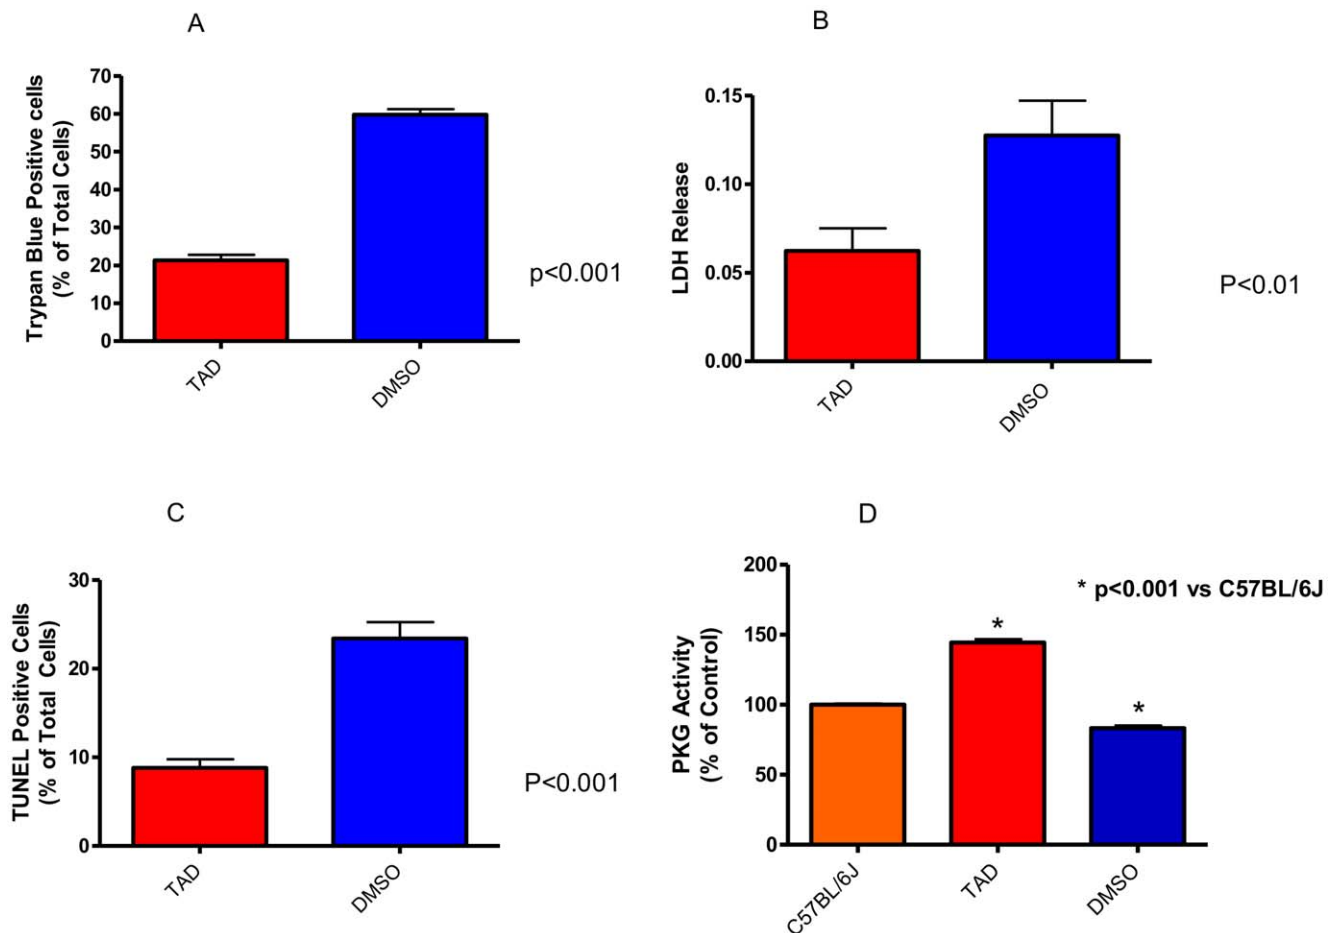 A
Trypan Blue Positive cells
(% of Total Cells)
70
60
50
40
30
20
10
0
TAD
DMSO
p<0.001
B
LDH Release
0.15
0.10
0.05
0.00
TAD
DMSO
P<0.01
C
TUNEL Positive Cells
(% of Total Cells)
30
20
10
0
TAD
DMSO
P<0.001
D
PKG Activity
(% of Control)
200
150
100
50
0
* p<0.001 vs C57BL/6J
*
*
C57BL/6J
TAD
DMSO